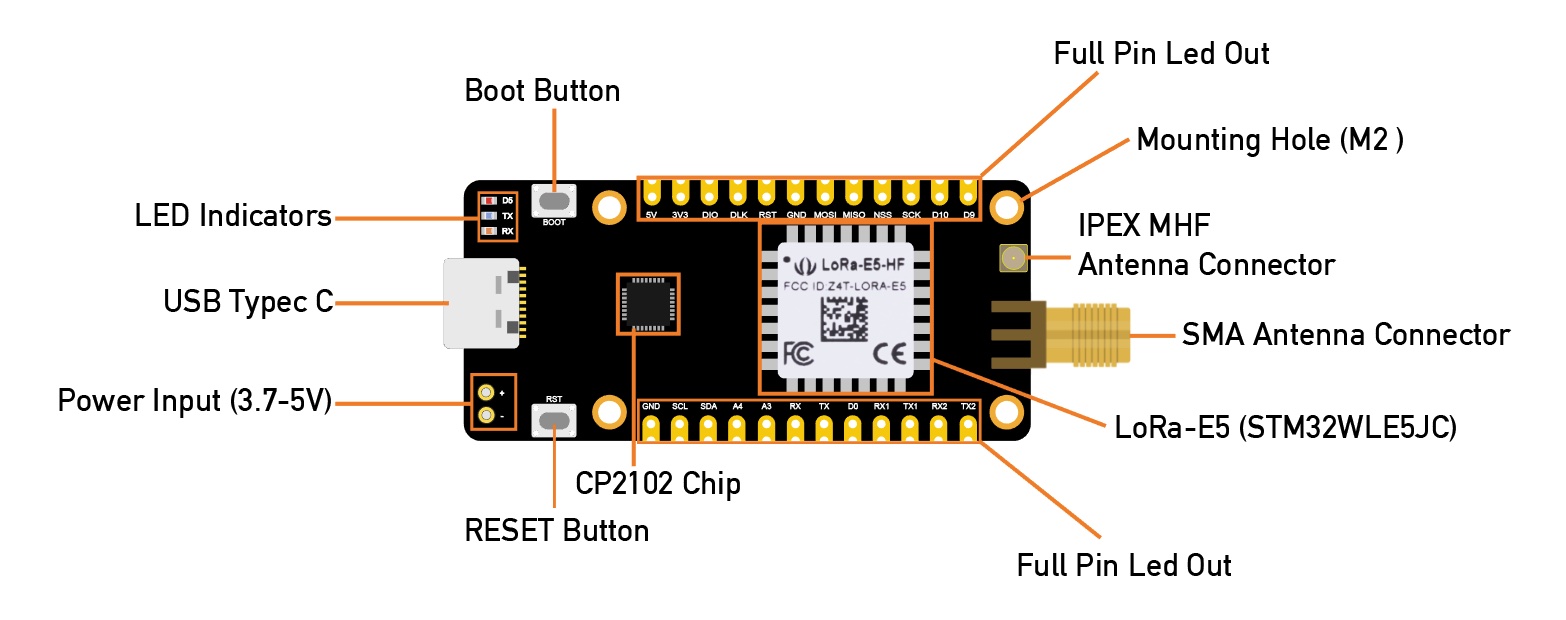 Full Pin Led Out
Boot Button
Mounting Hole (M2 )
LED Indicators
D5
TX
RX
BOOT
5V 3V3 DIO DLK RST GND MOSI MISO NSS SCK D10 D9
IPEX MHF
Antenna Connector
LoRa-E5-HF
FCC ID:Z4T-LORA-E5
FC CE
USB Typec C
SMA Antenna Connector
Power Input (3.7-5V)
+
-
RST
GND SCL SDA A4 A3 RX TX D0 RX1 TX1 RX2 TX2
LoRa-E5 (STM32WLE5JC)
CP2102 Chip
RESET Button
Full Pin Led Out